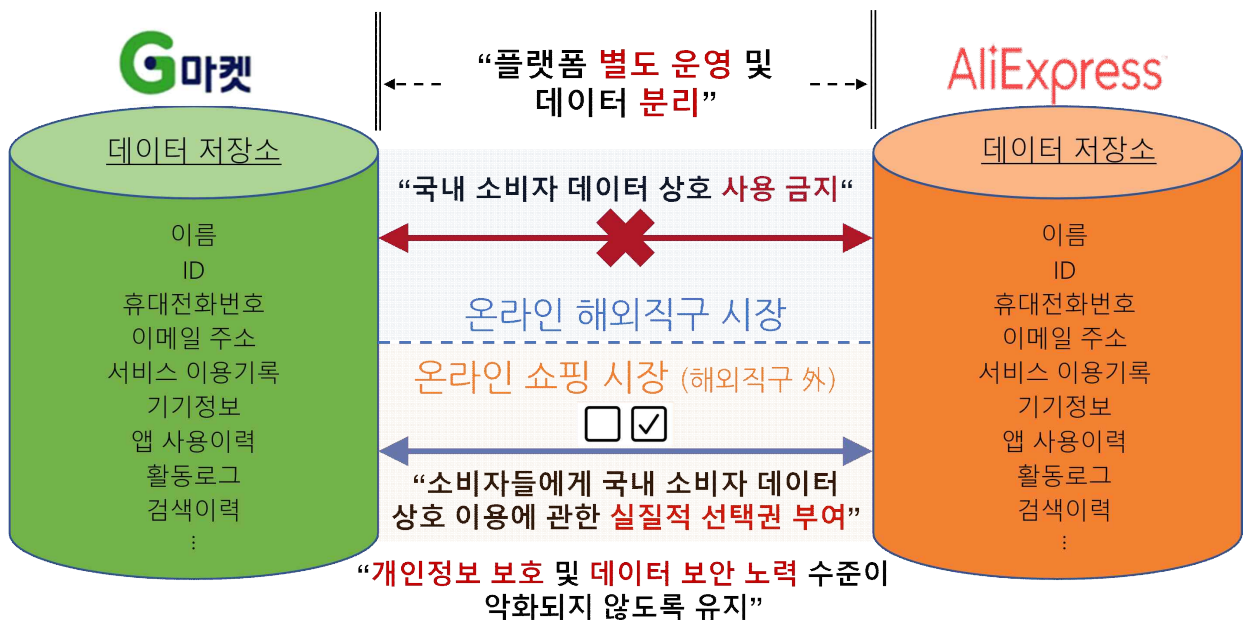 G마켓
데이터 저장소
이름
ID
휴대전화번호
이메일 주소
서비스 이용기록
기기정보
앱 사용이력
활동로그
검색이력
⋮
“플랫폼 별도 운영 및
데이터 분리”
“국내 소비자 데이터 상호 사용 금지“
온라인 해외직구 시장
온라인 쇼핑 시장 (해외직구 外)
“소비자들에게 국내 소비자 데이터
상호 이용에 관한 실질적 선택권 부여”
“개인정보 보호 및 데이터 보안 노력 수준이
악화되지 않도록 유지”
AliExpress
데이터 저장소
이름
ID
휴대전화번호
이메일 주소
서비스 이용기록
기기정보
앱 사용이력
활동로그
검색이력
⋮